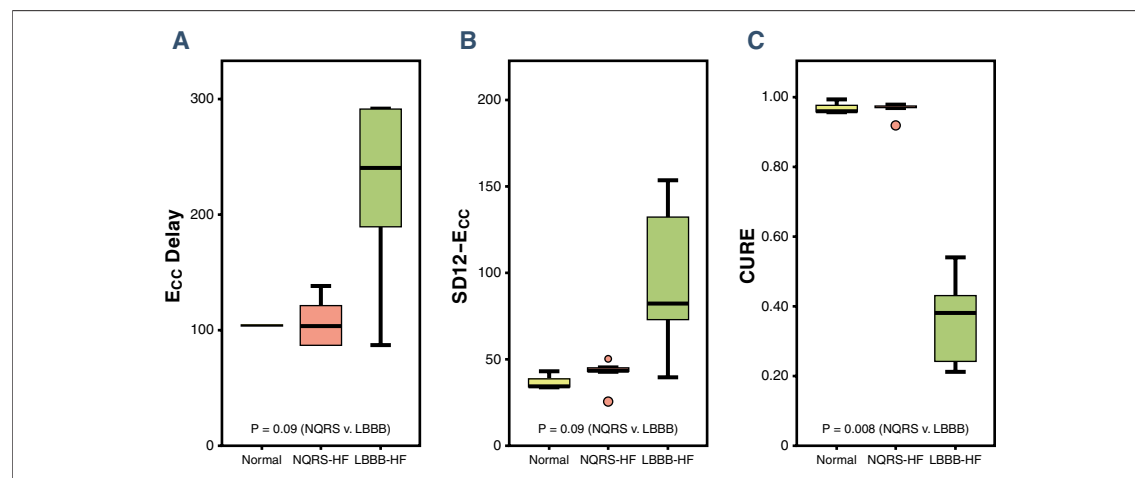 A
B
C
300
200
100
0
ECC Delay
P = 0.09 (NQRS v. LBBB)
Normal
NQRS-HF
LBBB-HF
200
150
100
50
0
SD12-ECC
P = 0.09 (NQRS v. LBBB)
Normal
NQRS-HF
LBBB-HF
1.00
0.80
0.60
0.40
0.20
0
CURE
P = 0.008 (NQRS v. LBBB)
Normal
NQRS-HF
LBBB-HF